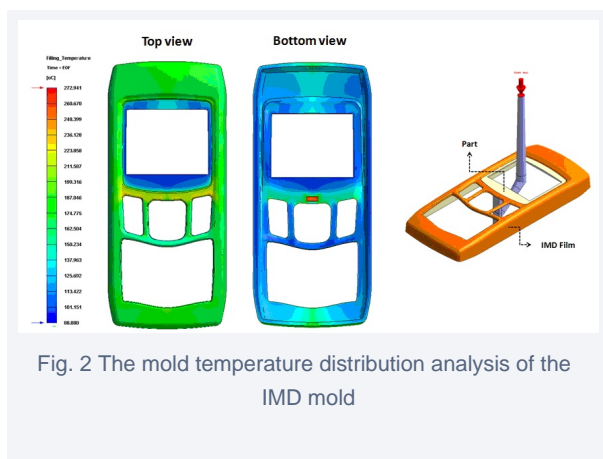 Top view
Bottom view
Filling_Temperature
Time = EOF
[oC]
272.941
260.670
248.399
236.128
223.858
211.587
199.316
187.046
174.775
162.504
150.234
137.963
125.692
113.422
101.151
88.880
Part
IMD Film
Fig. 2 The mold temperature distribution analysis of the
IMD mold